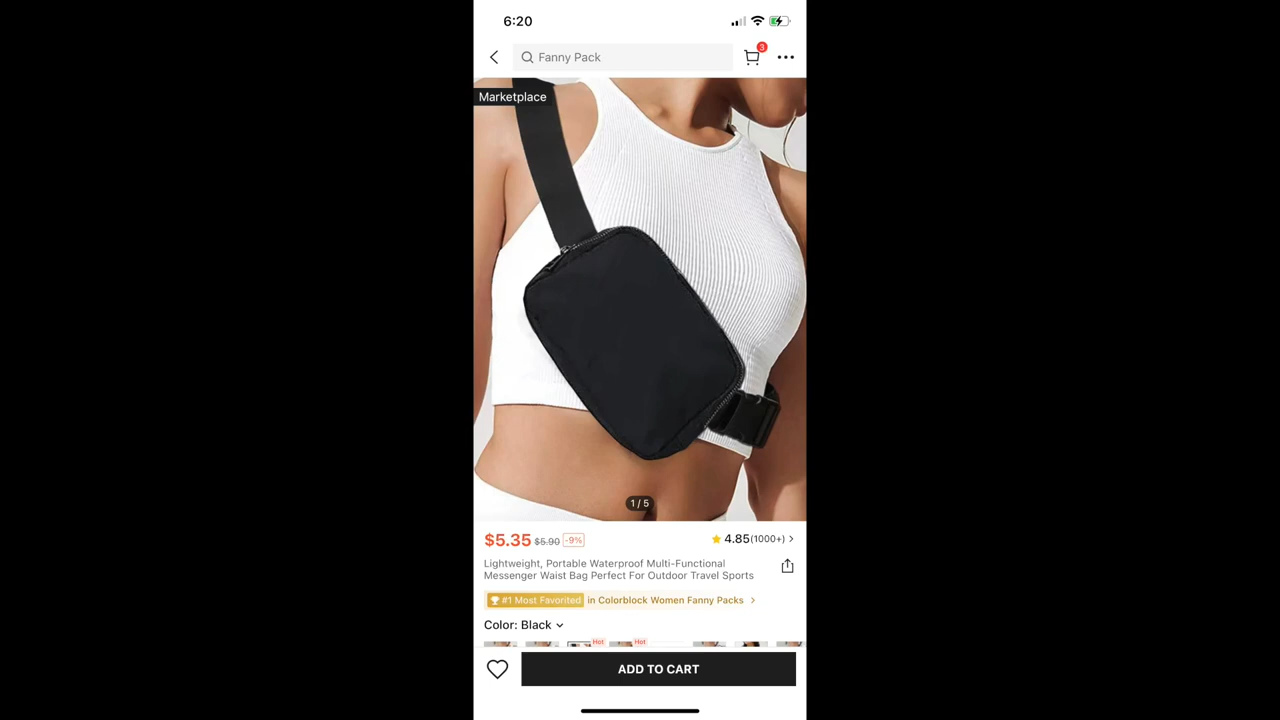 6:20
Fanny Pack
3
Marketplace
1 / 5
$5.35 $5.90 -9%
4.85(1000+)
Lightweight, Portable Waterproof Multi-Functional
Messenger Waist Bag Perfect For Outdoor Travel Sports
#1 Most Favorited in Colorblock Women Fanny Packs
Color: Black
Hot Hot
ADD TO CART